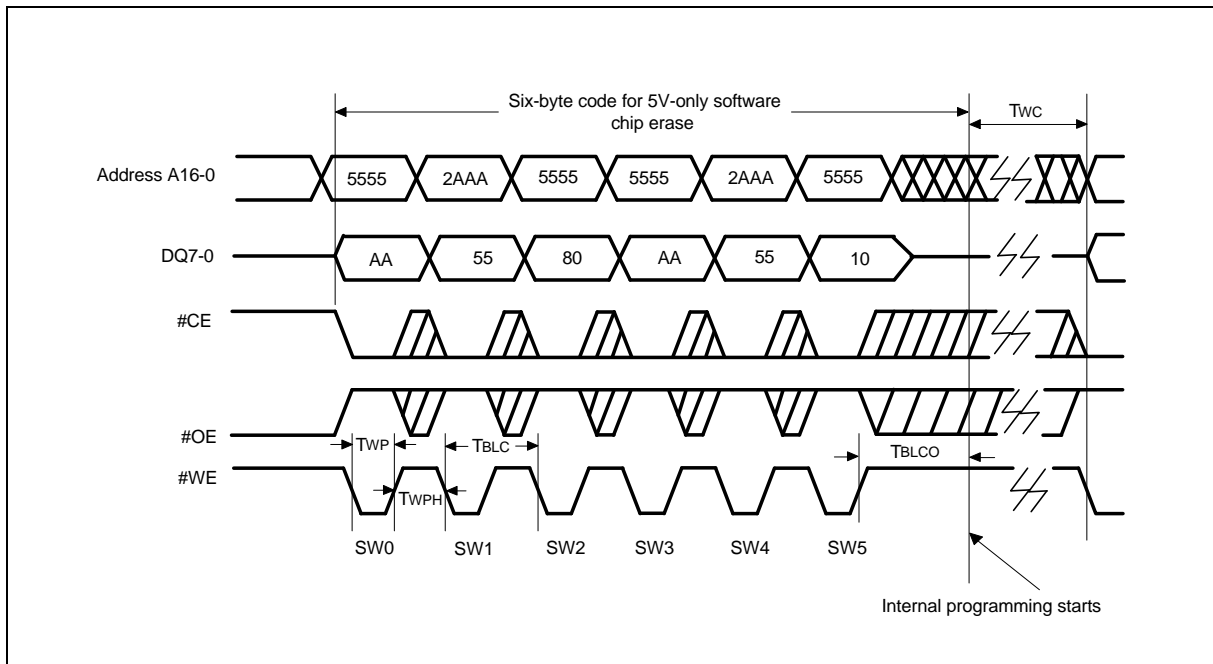 Six-byte code for 5V-only software
chip erase
TWC
Address A16-0
5555
2AAA
5555
5555
2AAA
5555
DQ7-0
AA
55
80
AA
55
10
#CE
#OE
TWP
TBLC
TBLCO
#WE
TWPH
SW0
SW1
SW2
SW3
SW4
SW5
Internal programming starts